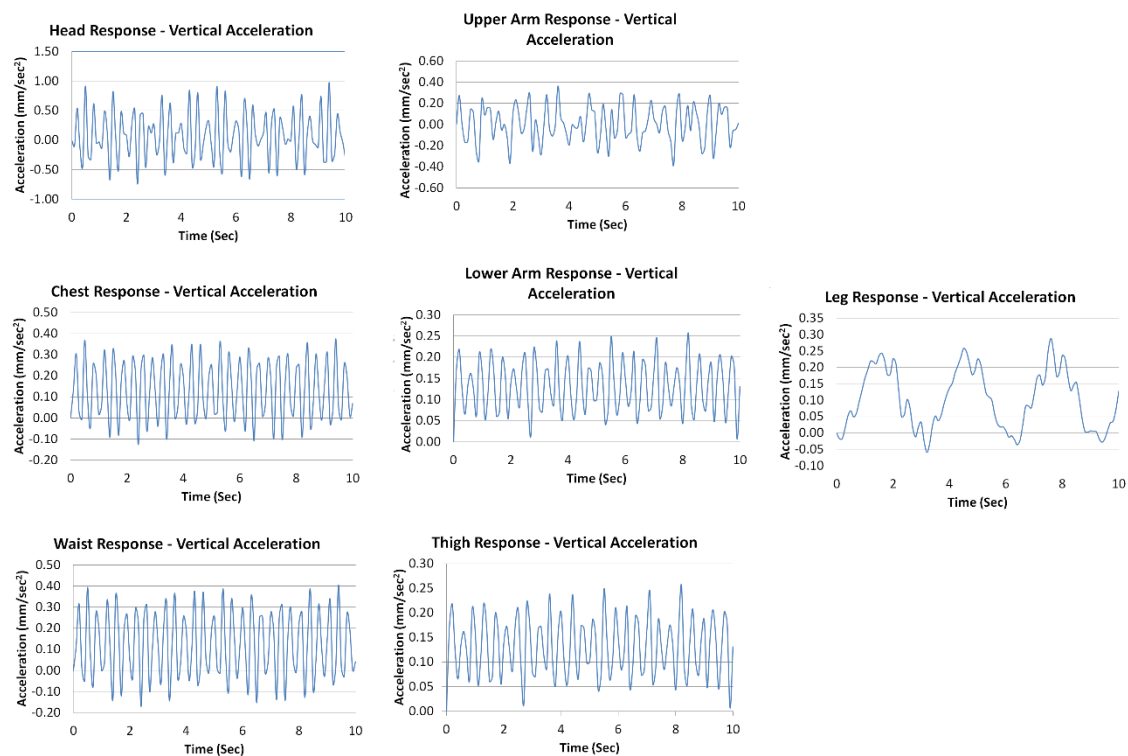 Head Response - Vertical Acceleration
Acceleration (mm/sec²)
1.50
1.00
0.50
0.00
-0.50
-1.00
0 2 4 6 8 10
Time (Sec)
Upper Arm Response - Vertical
Acceleration
Acceleration (mm/sec²)
0.60
0.40
0.20
0.00
-0.20
-0.40
-0.60
0 2 4 6 8 10
Time (Sec)
Chest Response - Vertical Acceleration
Acceleration (mm/sec²)
0.50
0.40
0.30
0.20
0.10
0.00
-0.10
-0.20
0 2 4 6 8 10
Time (Sec)
Lower Arm Response - Vertical
Acceleration
Acceleration (mm/sec²)
0.30
0.25
0.20
0.15
0.10
0.05
0.00
0 2 4 6 8 10
Time (Sec)
Leg Response - Vertical Acceleration
Acceleration (mm/sec²)
0.35
0.30
0.25
0.20
0.15
0.10
0.05
0.00
-0.05
-0.10
0 2 4 6 8 10
Time (Sec)
Waist Response - Vertical Acceleration
Acceleration (mm/sec²)
0.50
0.40
0.30
0.20
0.10
0.00
-0.10
-0.20
0 2 4 6 8 10
Time (Sec)
Thigh Response - Vertical Acceleration
Acceleration (mm/sec²)
0.30
0.25
0.20
0.15
0.10
0.05
0.00
0 2 4 6 8 10
Time (Sec)